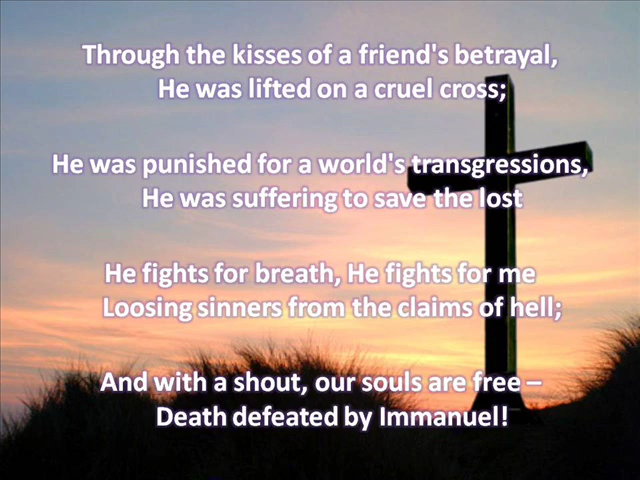 Through the kisses of a friend's betrayal,
He was lifted on a cruel cross;
He was punished for a world's transgressions,
He was suffering to save the lost
He fights for breath, He fights for me
Loosing sinners from the claims of hell;
And with a shout, our souls are free –
Death defeated by Immanuel!